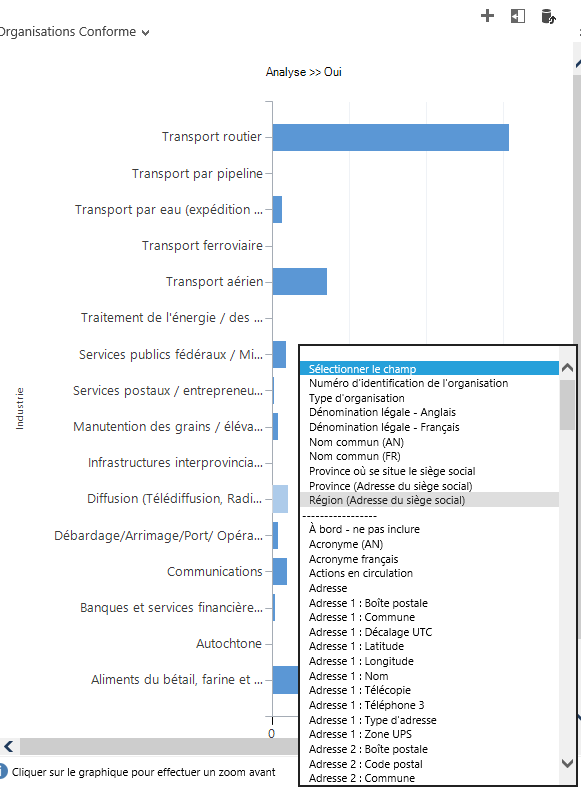 Organisations Conforme
Analyse >> Oui
Industrie
Transport routier
Transport par pipeline
Transport par eau (expédition ...
Transport ferroviaire
Transport aérien
Traitement de l'énergie / des ...
Services publics fédéraux / Mi...
Services postaux / entrepreneu...
Manutention des grains / éléva...
Infrastructures interprovincia...
Diffusion (Télédiffusion, Radi...
Débardage/Arrimage/Port/ Opéra...
Communications
Banques et services financière...
Autochtone
Aliments du bétail, farine et ...
0
Cliquer sur le graphique pour effectuer un zoom avant
Sélectionner le champ
Numéro d'identification de l'organisation
Type d'organisation
Dénomination légale - Anglais
Dénomination légale - Français
Nom commun (AN)
Nom commun (FR)
Province où se situe le siège social
Province (Adresse du siège social)
Région (Adresse du siège social)
-----------------
À bord - ne pas inclure
Acronyme (AN)
Acronyme français
Actions en circulation
Adresse
Adresse 1 : Boîte postale
Adresse 1 : Commune
Adresse 1 : Décalage UTC
Adresse 1 : Latitude
Adresse 1 : Longitude
Adresse 1 : Nom
Adresse 1 : Télécopie
Adresse 1 : Téléphone 3
Adresse 1 : Type d'adresse
Adresse 1 : Zone UPS
Adresse 2 : Boîte postale
Adresse 2 : Code postal
Adresse 2 : Commune